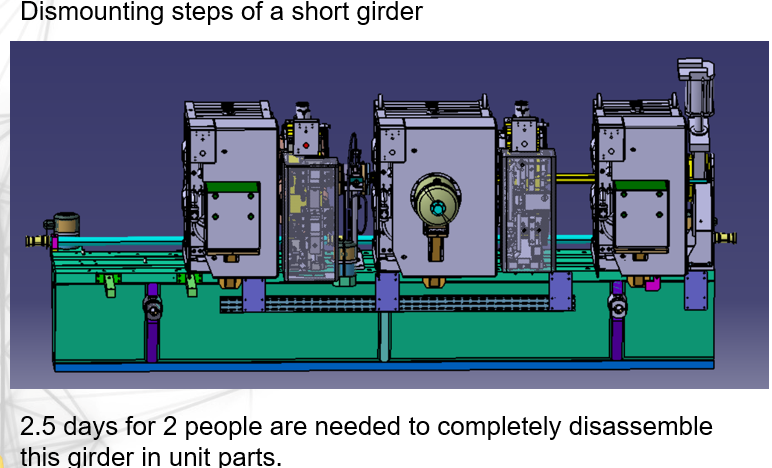 Dismounting steps of a short girder
2.5 days for 2 people are needed to completely disassemble
this girder in unit parts.